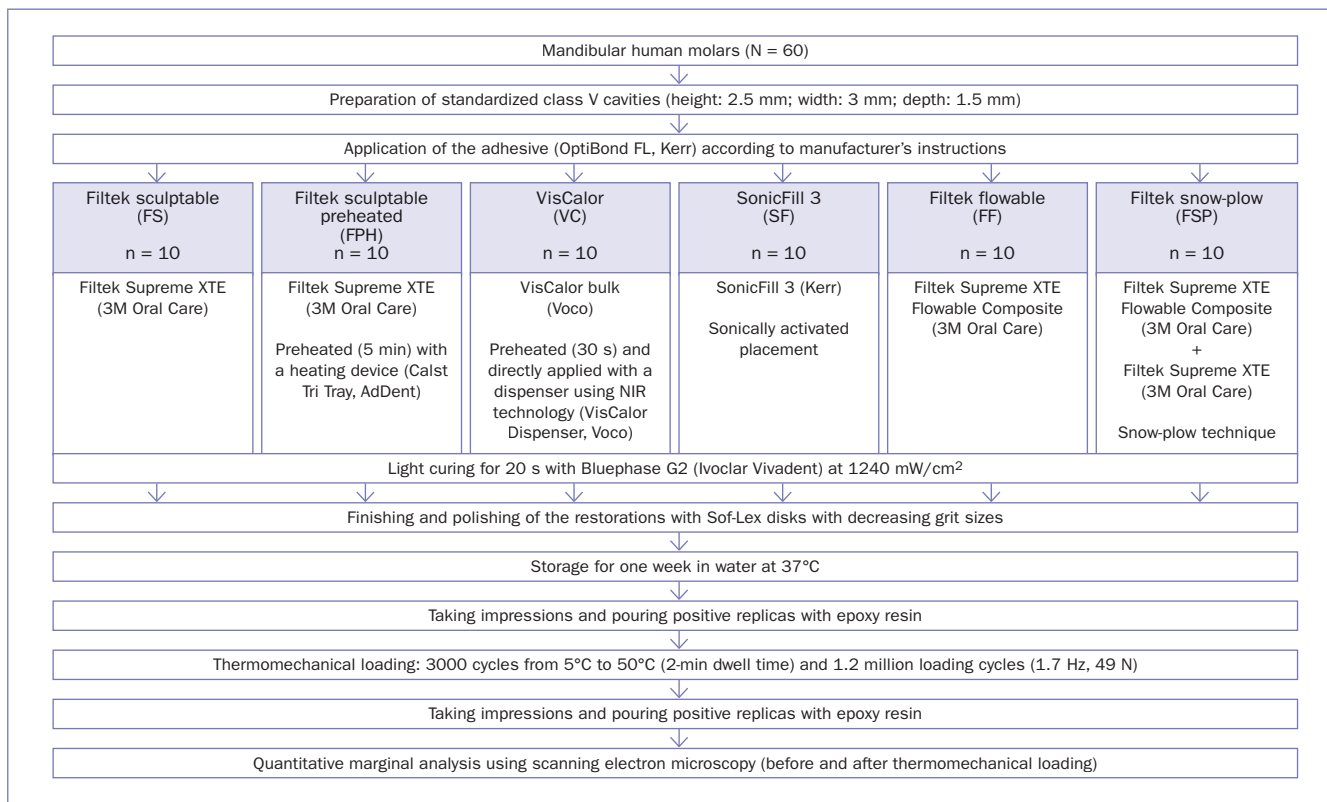 Mandibular human molars (N = 60)
Preparation of standardized class V cavities (height: 2.5 mm; width: 3 mm; depth: 1.5 mm)
Application of the adhesive (OptiBond FL, Kerr) according to manufacturer's instructions
Filtek sculptable
(FS)
n = 10
Filtek sculptable
preheated
(FPH)
n = 10
VisCalor
(VC)
n = 10
SonicFill 3
(SF)
n = 10
Filtek flowable
(FF)
n = 10
Filtek snow-plow
(FSP)
n = 10
Filtek Supreme XTE
(3M Oral Care)
Filtek Supreme XTE
(3M Oral Care)
Preheated (5 min) with
a heating device (Calst
Tri Tray, AdDent)
VisCalor bulk
(Voco)
Preheated (30 s) and
directly applied with a
dispenser using NIR
technology (VisCalor
Dispenser, Voco)
SonicFill 3 (Kerr)
Sonically activated
placement
Filtek Supreme XTE
Flowable Composite
(3M Oral Care)
Filtek Supreme XTE
Flowable Composite
(3M Oral Care)
+
Filtek Supreme XTE
(3M Oral Care)
Snow-plow technique
Light curing for 20 s with Bluephase G2 (Ivoclar Vivadent) at 1240 mW/cm²
Finishing and polishing of the restorations with Sof-Lex disks with decreasing grit sizes
Storage for one week in water at 37°C
Taking impressions and pouring positive replicas with epoxy resin
Thermomechanical loading: 3000 cycles from 5°C to 50°C (2-min dwell time) and 1.2 million loading cycles (1.7 Hz, 49 N)
Taking impressions and pouring positive replicas with epoxy resin
Quantitative marginal analysis using scanning electron microscopy (before and after thermomechanical loading)